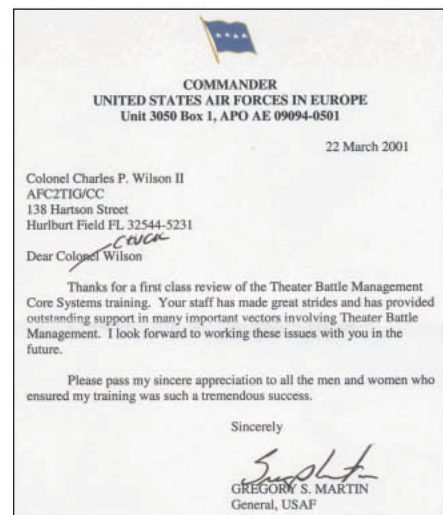 COMMANDER
UNITED STATES AIR FORCES IN EUROPE
Unit 3050 Box 1, APO AE 09094-0501
22 March 2001
Colonel Charles P. Wilson II
AFC2TIG/CC
138 Hartson Street
Hurlburt Field FL 32544-5231
CHUCK
Dear Colonel Wilson
Thanks for a first class review of the Theater Battle Management
Core Systems training. Your staff has made great strides and has provided
outstanding support in many important vectors involving Theater Battle
Management. I look forward to working these issues with you in the
future.
Please pass my sincere appreciation to all the men and women who
ensured my training was such a tremendous success.
Sincerely
GREGORY S. MARTIN
General, USAF